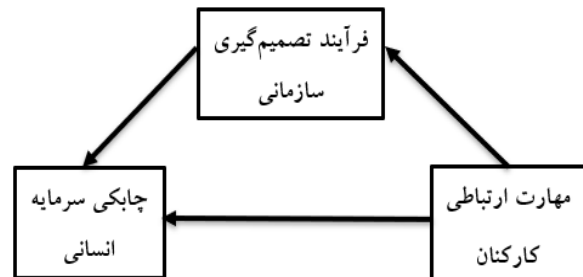 فرآیند تصمیم‌گیری
سازمانی
مهارت ارتباطی
کارکنان
چابکی سرمایه
انسانی